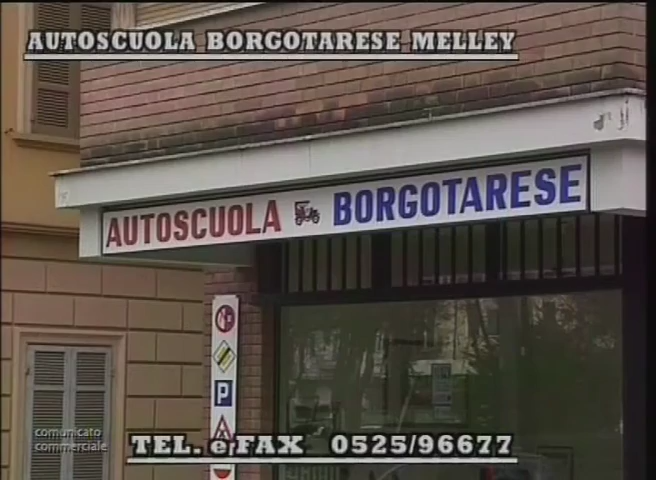 AUTOSCUOLA BORGOTARESE MELLEY
AUTOSCUOLA BORGOTARESE
P
comunicato
commerciale
TEL. e FAX 0525/96677